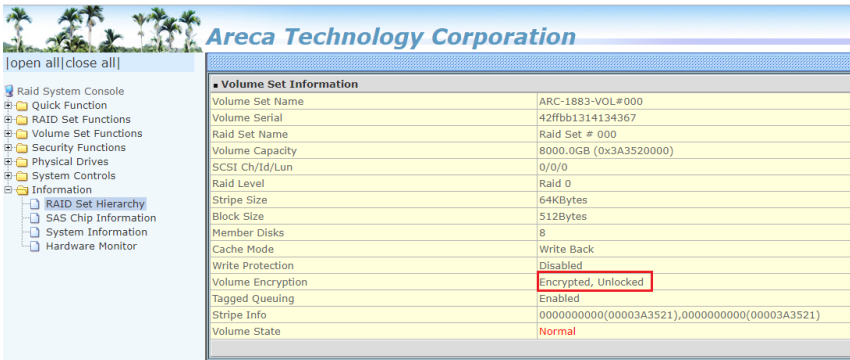 Areca Technology Corporation
|open all|close all|
Raid System Console
Quick Function
RAID Set Functions
Volume Set Functions
Security Functions
Physical Drives
System Controls
Information
RAID Set Hierarchy
SAS Chip Information
System Information
Hardware Monitor
Volume Set Information
Volume Set Name ARC-1883-VOL#000
Volume Serial 42ffbb1314134367
Raid Set Name Raid Set # 000
Volume Capacity 8000.0GB (0x3A3520000)
SCSI Ch/Id/Lun 0/0/0
Raid Level Raid 0
Stripe Size 64KBytes
Block Size 512Bytes
Member Disks 8
Cache Mode Write Back
Write Protection Disabled
Volume Encryption Encrypted, Unlocked
Tagged Queuing Enabled
Stripe Info 0000000000(00003A3521),0000000000(00003A3521)
Volume State Normal